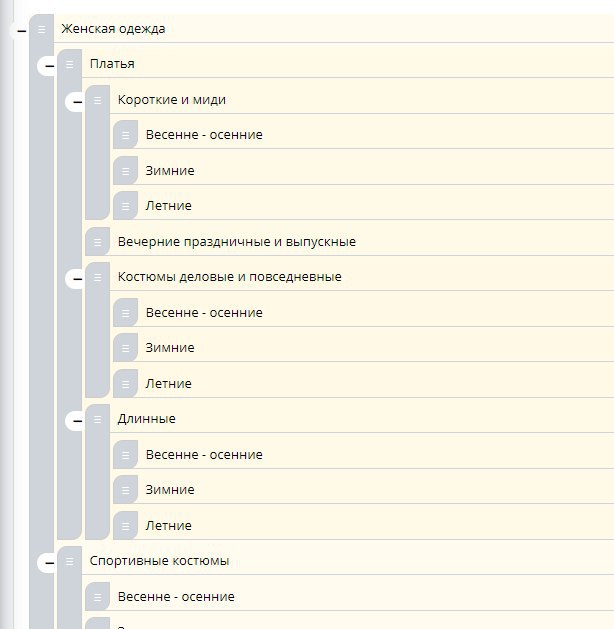 Женская одежда
Платья
Короткие и миди
Весенне - осенние
Зимние
Летние
Вечерние праздничные и выпускные
Костюмы деловые и повседневные
Весенне - осенние
Зимние
Летние
Длинные
Весенне - осенние
Зимние
Летние
Спортивные костюмы
Весенне - осенние